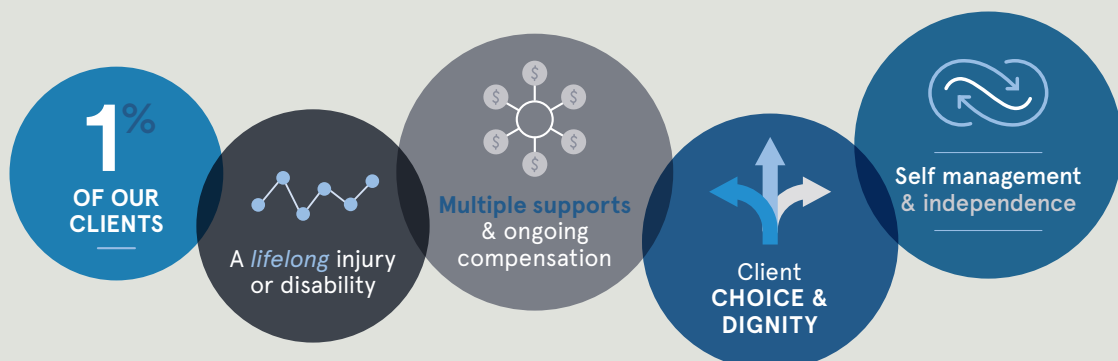 1%
OF OUR
CLIENTS
A lifelong injury
or disability
$
$
$
$
$
$
Multiple supports
& ongoing
compensation
Client
CHOICE &
DIGNITY
Self management
& independence